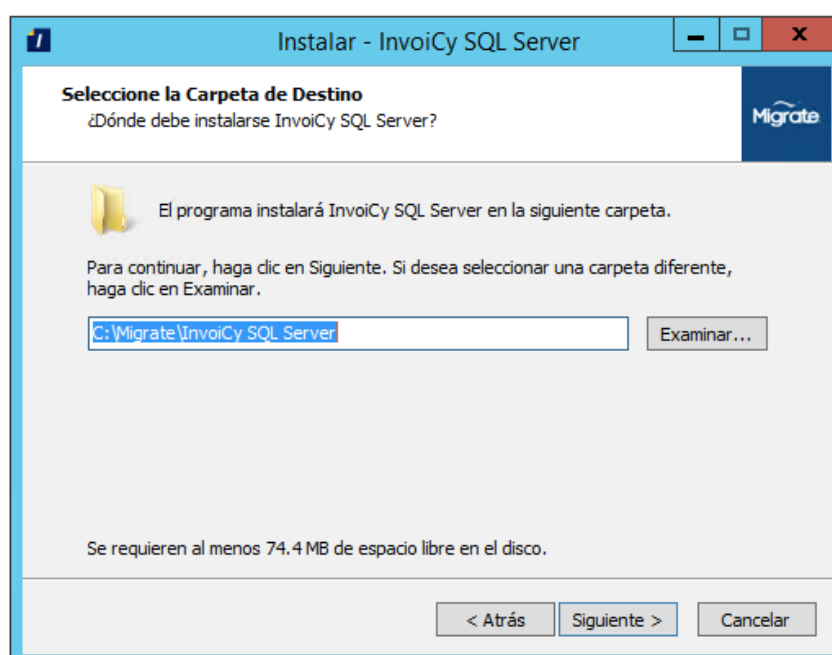 Instalar - InvoiCy SQL Server
Seleccione la Carpeta de Destino
¿Dónde debe instalarse InvoiCy SQL Server?
Migrate
El programa instalará InvoiCy SQL Server en la siguiente carpeta.
Para continuar, haga clic en Siguiente. Si desea seleccionar una carpeta diferente,
haga clic en Examinar.
C:\Migrate\InvoiCy SQL Server
Examinar...
Se requieren al menos 74.4 MB de espacio libre en el disco.
< Atrás
Siguiente >
Cancelar